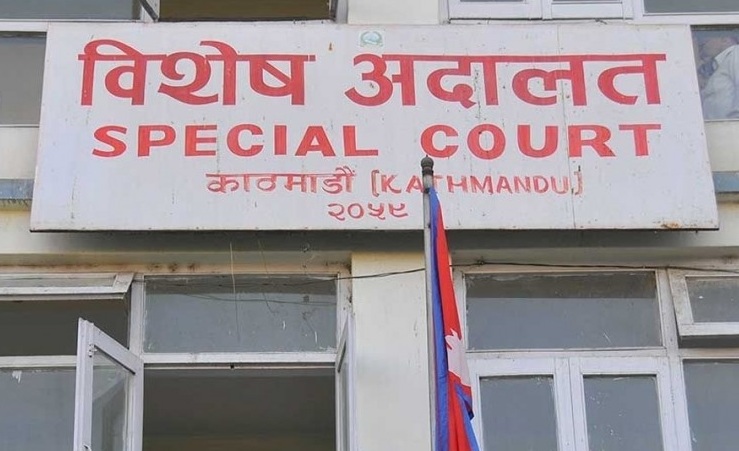 विशेष अदालत
SPECIAL COURT
काठमाडौं (KATHMANDU)
२०५९